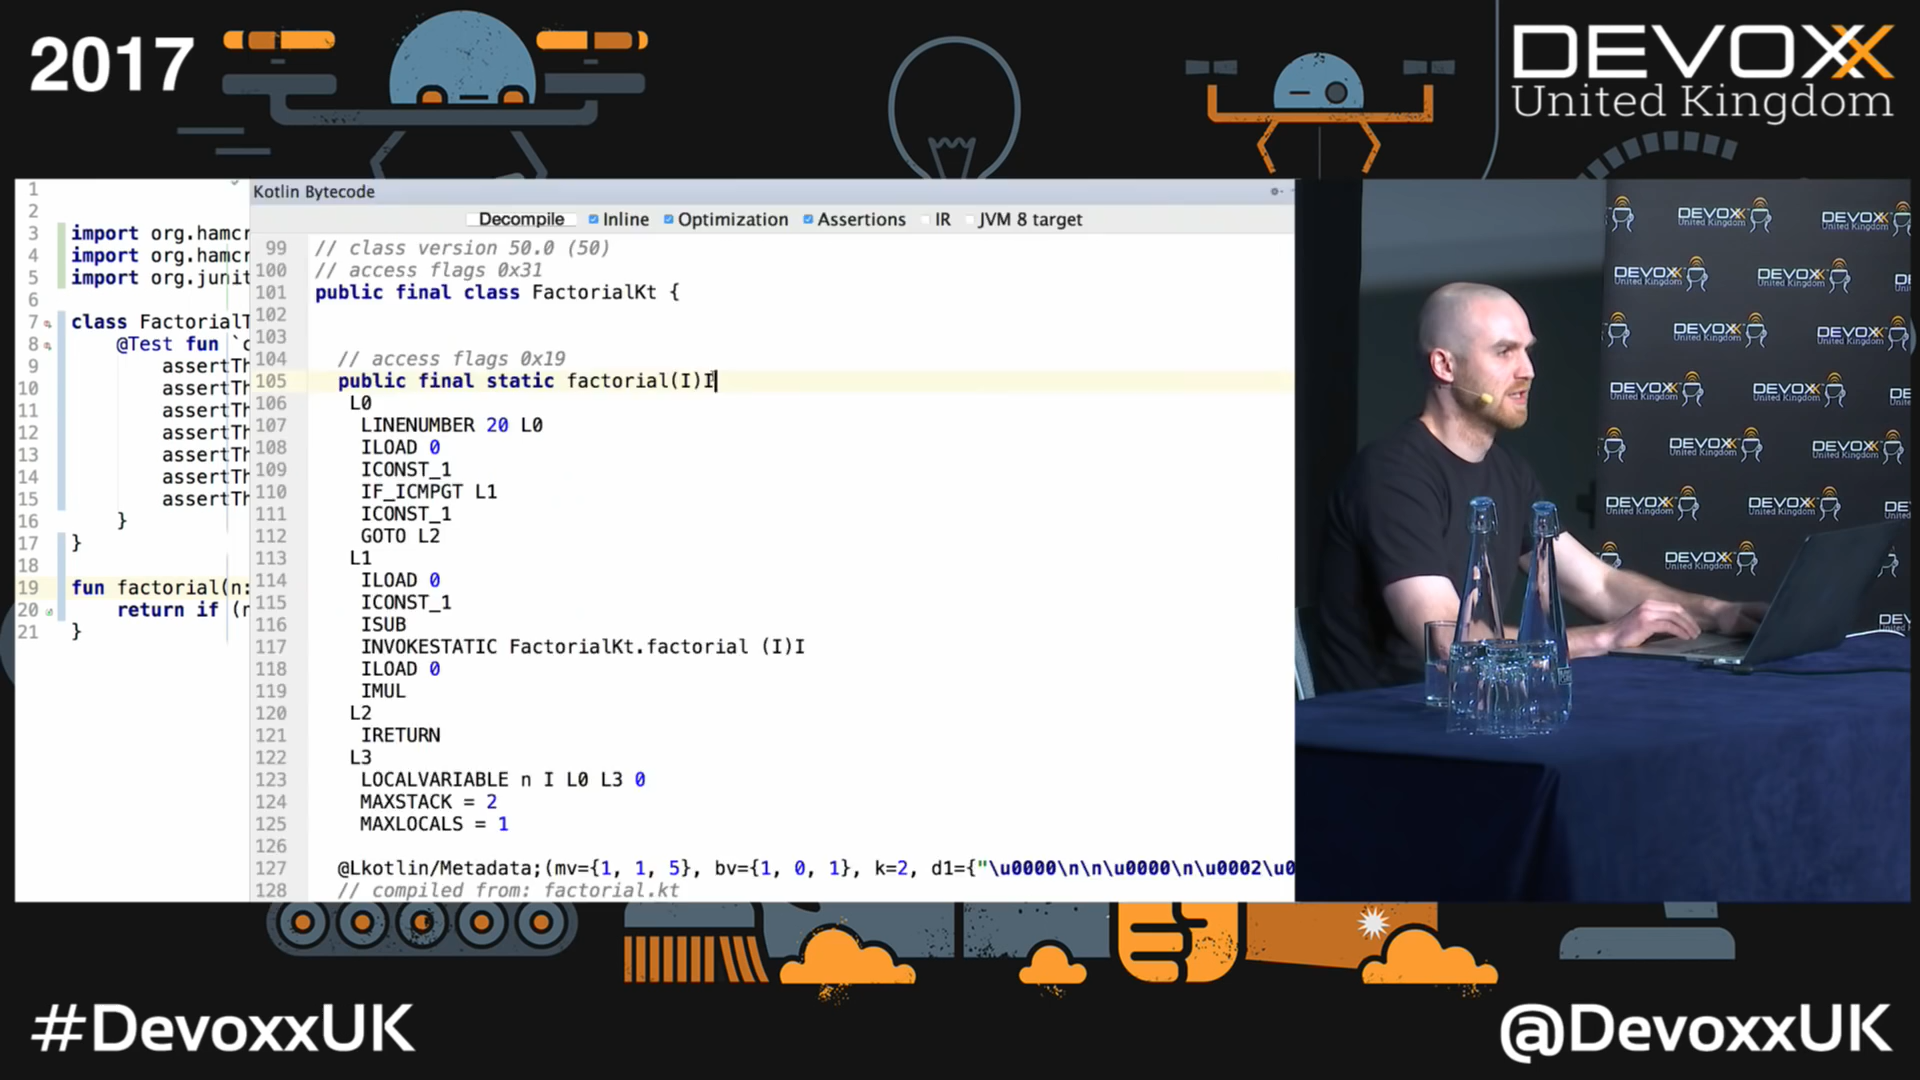 2017
DEVOXX
United Kingdom
Kotlin Bytecode
Decompile Inline Optimization Assertions IR JVM 8 target
1
2
3 import org.hamcr
4 import org.hamcr
5 import org.junit
6
7 class FactorialT
8 @Test fun `c
9 assertTh
10 assertTh
11 assertTh
12 assertTh
13 assertTh
14 assertTh
15 assertTh
16 }
17 }
18
19 fun factorial(n:
20 return if (n
21 }
99 // class version 50.0 (50)
100 // access flags 0x31
101 public final class FactorialKt {
102
103
104 // access flags 0x19
105 public final static factorial(I)I
106 L0
107 LINENUMBER 20 L0
108 ILOAD 0
109 ICONST_1
110 IF_ICMPGT L1
111 ICONST_1
112 GOTO L2
113 L1
114 ILOAD 0
115 ICONST_1
116 ISUB
117 INVOKESTATIC FactorialKt.factorial (I)I
118 ILOAD 0
119 IMUL
120 L2
121 IRETURN
122 L3
123 LOCALVARIABLE n I L0 L3 0
124 MAXSTACK = 2
125 MAXLOCALS = 1
126
127 @Lkotlin/Metadata;(mv={1, 1, 5}, bv={1, 0, 1}, k=2, d1={"\u0000\n\n\u0000\n\u0002\u0
128 // compiled from: factorial.kt
DEVOXX
United Kingdom
#DevoxxUK
@DevoxxUK